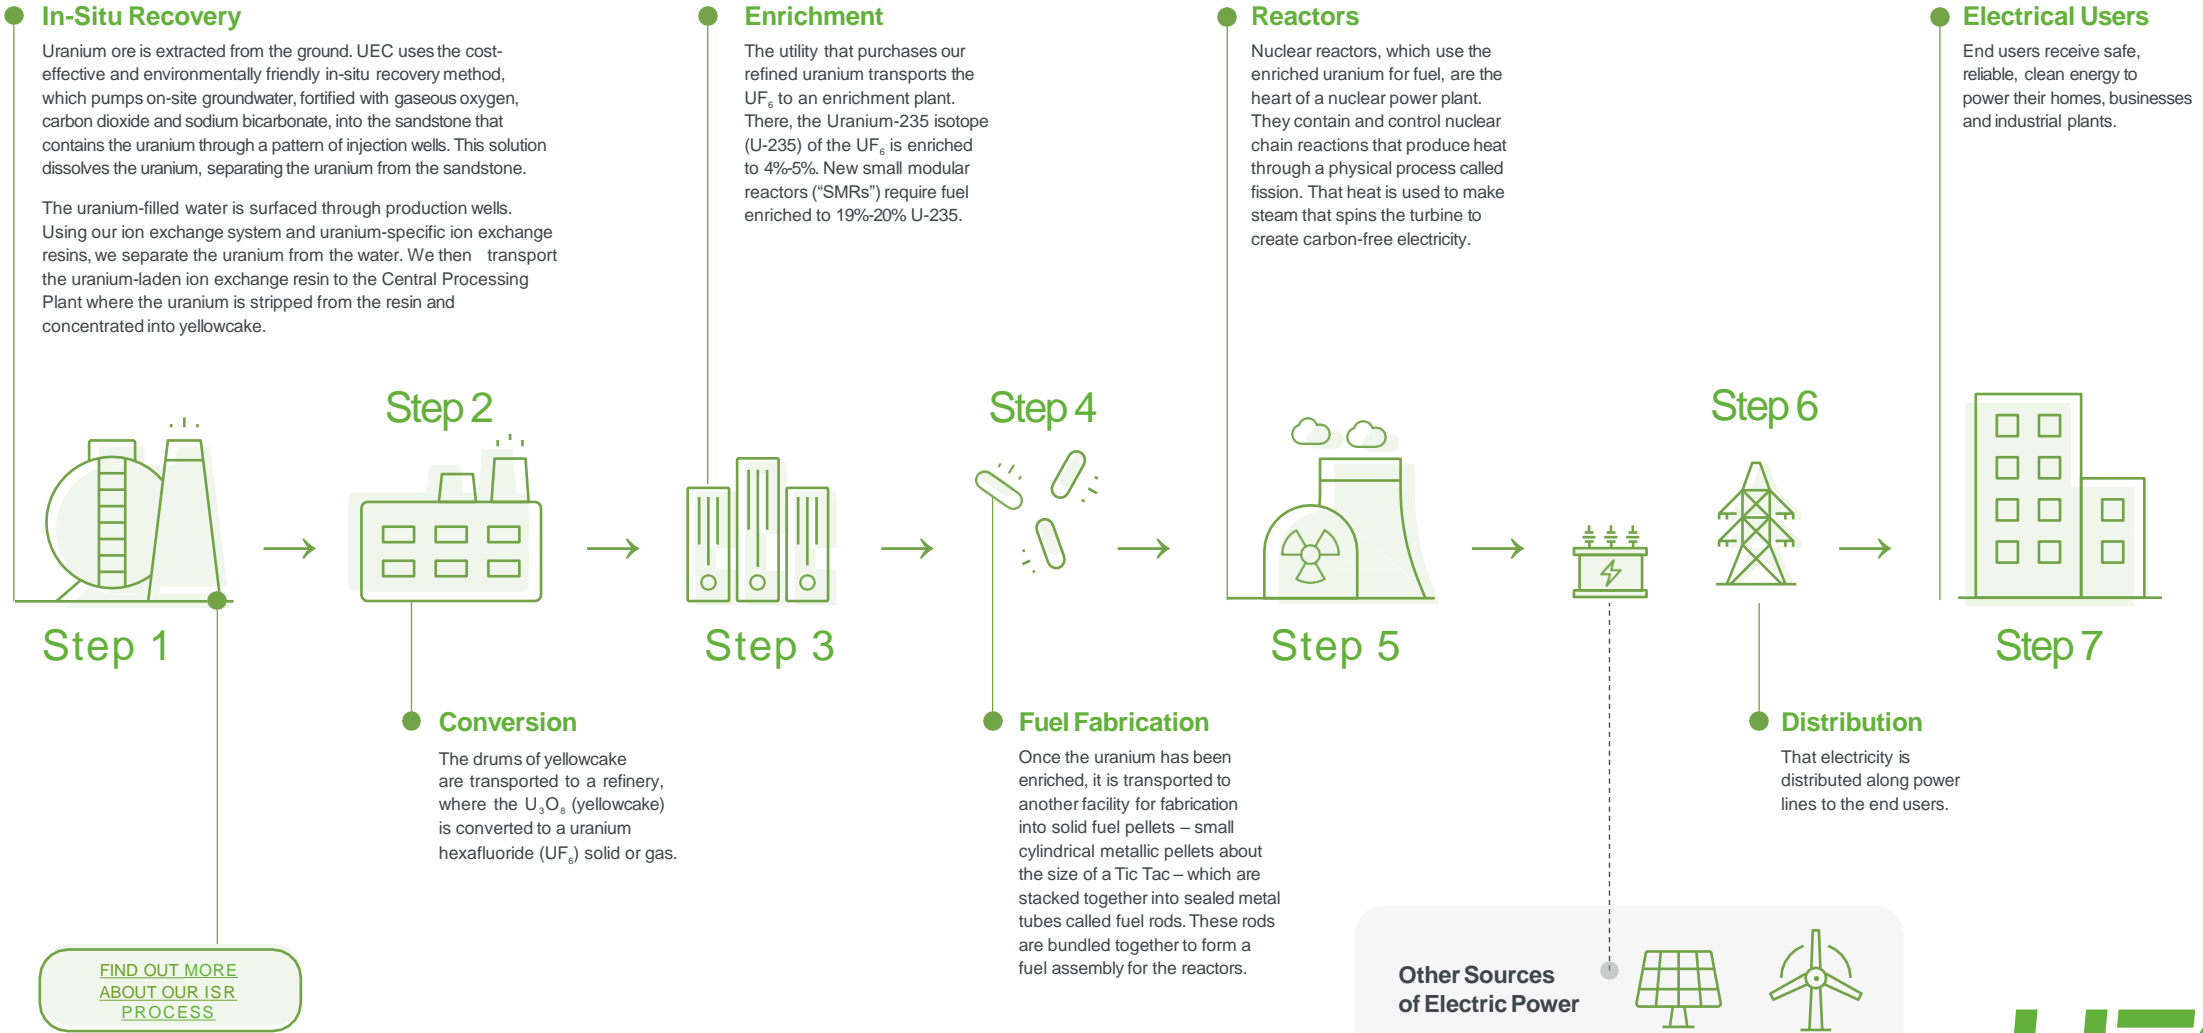 In-Situ Recovery
Uranium ore is extracted from the ground. UEC uses the cost-
effective and environmentally friendly in-situ recovery method,
which pumps on-site groundwater, fortified with gaseous oxygen,
carbon dioxide and sodium bicarbonate, into the sandstone that
contains the uranium through a pattern of injection wells. This solution
dissolves the uranium, separating the uranium from the sandstone.
The uranium-filled water is surfaced through production wells.
Using our ion exchange system and uranium-specific ion exchange
resins, we separate the uranium from the water. We then transport
the uranium-laden ion exchange resin to the Central Processing
Plant where the uranium is stripped from the resin and
concentrated into yellowcake.
Enrichment
The utility that purchases our
refined uranium transports the
UF₆ to an enrichment plant.
There, the Uranium-235 isotope
(U-235) of the UF₆ is enriched
to 4%-5%. New small modular
reactors (“SMRs”) require fuel
enriched to 19%-20% U-235.
Reactors
Nuclear reactors, which use the
enriched uranium for fuel, are the
heart of a nuclear power plant.
They contain and control nuclear
chain reactions that produce heat
through a physical process called
fission. That heat is used to make
steam that spins the turbine to
create carbon-free electricity.
Electrical Users
End users receive safe,
reliable, clean energy to
power their homes, businesses
and industrial plants.
Step 1
Step 2
Step 3
Step 4
Step 5
Step 6
Step 7
Conversion
The drums of yellowcake
are transported to a refinery,
where the U₃O₈ (yellowcake)
is converted to a uranium
hexafluoride (UF₆) solid or gas.
Fuel Fabrication
Once the uranium has been
enriched, it is transported to
another facility for fabrication
into solid fuel pellets – small
cylindrical metallic pellets about
the size of a Tic Tac – which are
stacked together into sealed metal
tubes called fuel rods. These rods
are bundled together to form a
fuel assembly for the reactors.
Distribution
That electricity is
distributed along power
lines to the end users.
FIND OUT MORE
ABOUT OUR ISR
PROCESS
Other Sources
of Electric Power